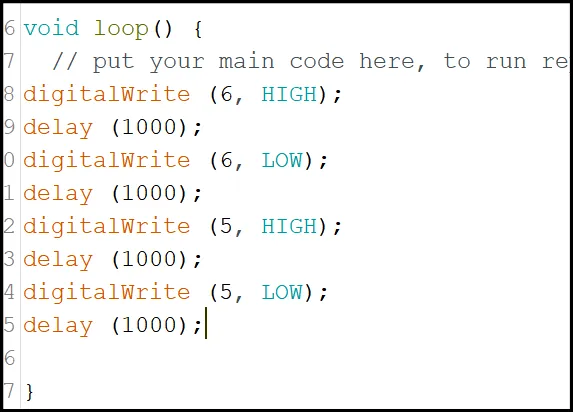 6 void loop() {
7 // put your main code here, to run re
8 digitalWrite (6, HIGH);
9 delay (1000);
0 digitalWrite (6, LOW);
1 delay (1000);
2 digitalWrite (5, HIGH);
3 delay (1000);
4 digitalWrite (5, LOW);
5 delay (1000);
6
7 }